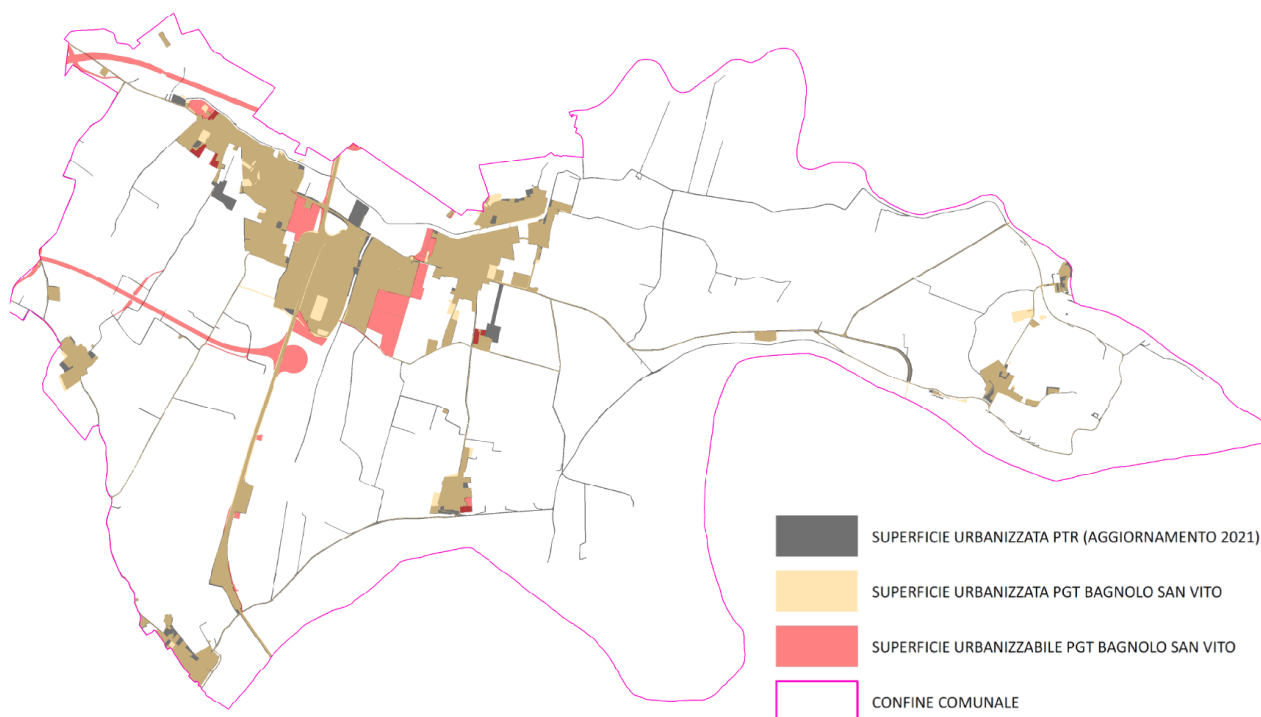 SUPERFICIE URBANIZZATA PTR (AGGIORNAMENTO 2021)
SUPERFICIE URBANIZZATA PGT BAGNOLO SAN VITO
SUPERFICIE URBANIZZABILE PGT BAGNOLO SAN VITO
CONFINE COMUNALE